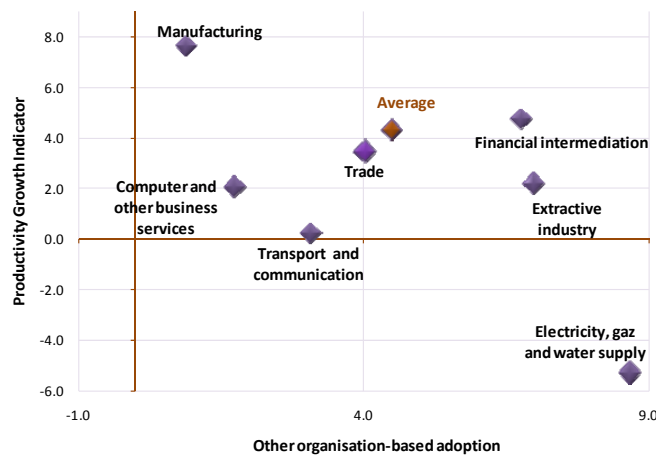 Productivity Growth Indicator
8.0
6.0
4.0
2.0
0.0
-2.0
-4.0
-6.0
Manufacturing
Average
Financial intermediation
Trade
Computer and
other business
services
Extractive
industry
Transport and
communication
Electricity, gaz
and water supply
-1.0
4.0
9.0
Other organisation-based adoption